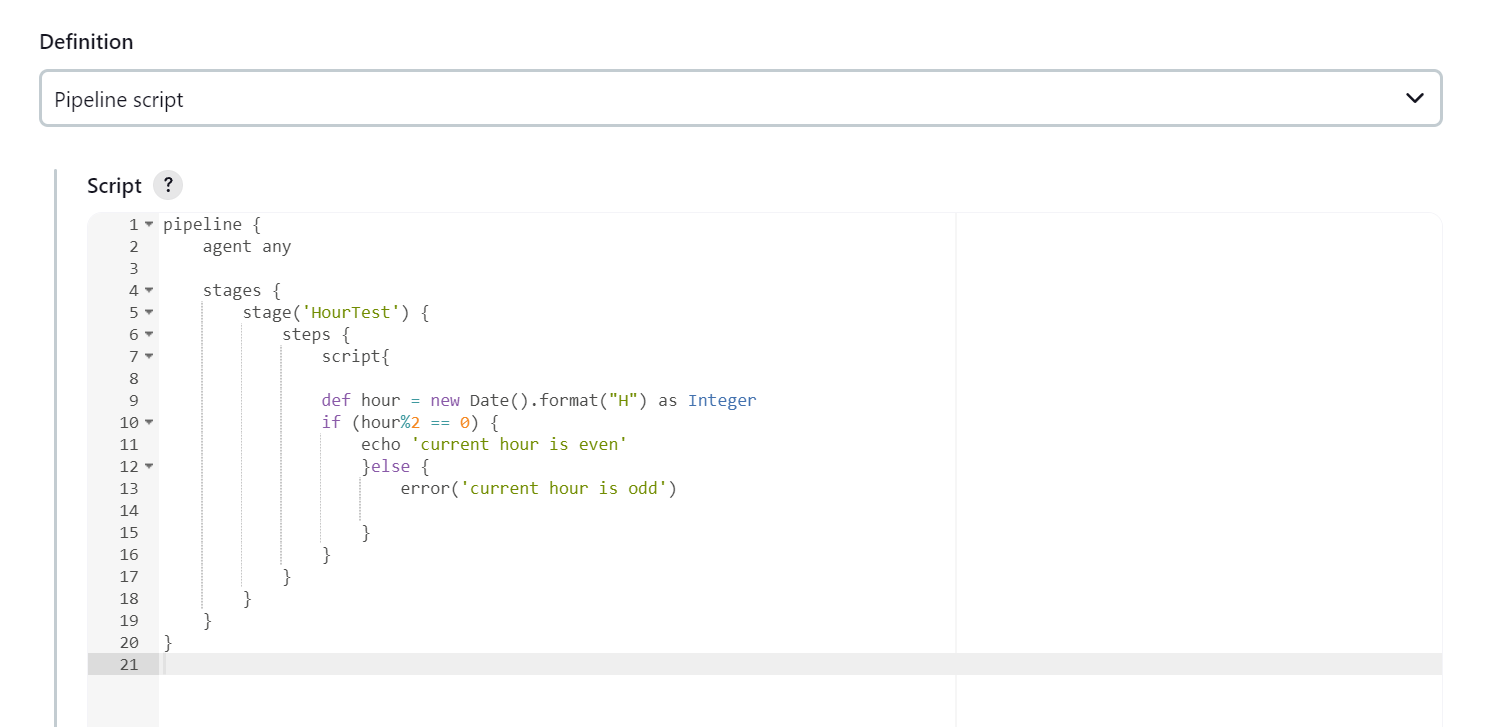 Definition
Pipeline script
Script ?
1 pipeline {
2     agent any
3
4     stages {
5         stage('HourTest') {
6             steps {
7                 script{
8
9                 def hour = new Date().format("H") as Integer
10                 if (hour%2 == 0) {
11                     echo 'current hour is even'
12                     }else {
13                         error('current hour is odd')
14
15                     }
16                 }
17             }
18         }
19     }
20 }
21